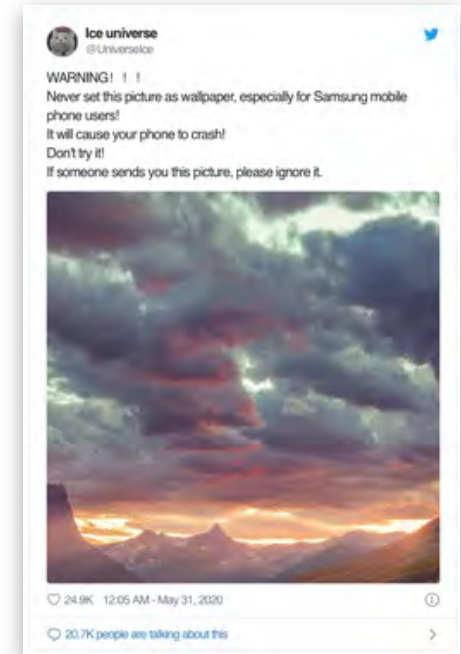 Ice universe
@UniverseIce
WARNING！！！
Never set this picture as wallpaper, especially for Samsung mobile
phone users!
It will cause your phone to crash!
Don't try it!
If someone sends you this picture, please ignore it.
24.9K 12:05 AM - May 31, 2020
20.7K people are talking about this